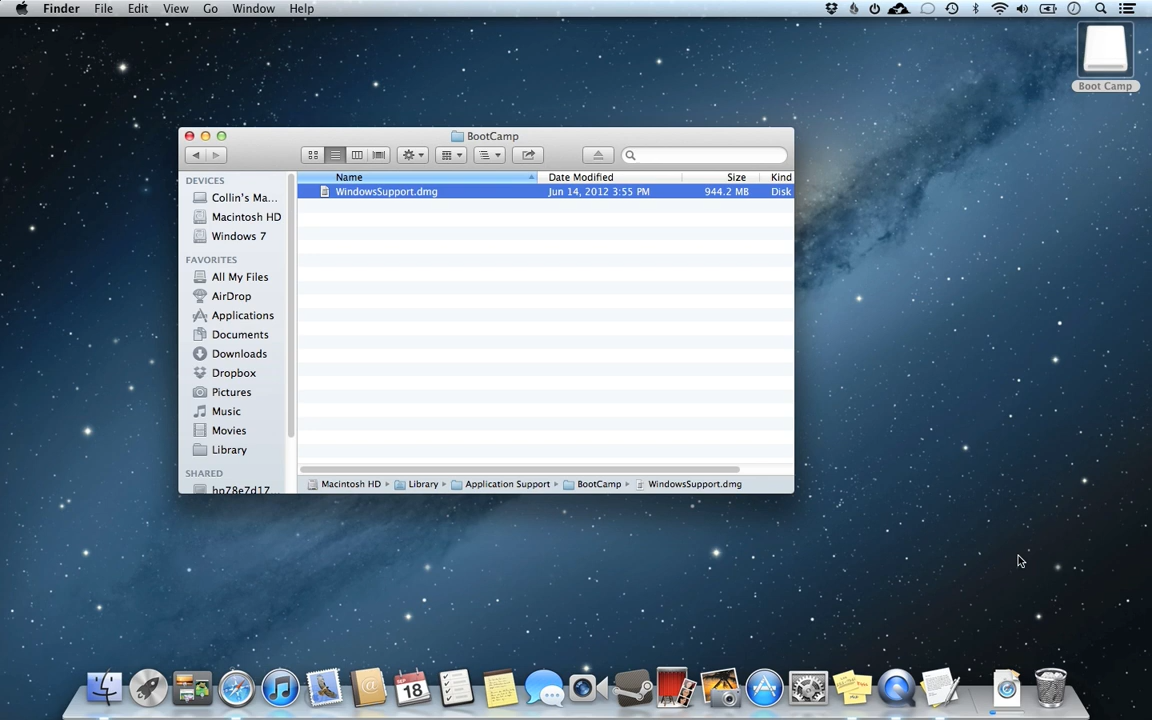 Finder File Edit View Go Window Help
Boot Camp
BootCamp
DEVICES
Collin's Ma...
Macintosh HD
Windows 7
FAVORITES
All My Files
AirDrop
Applications
Documents
Downloads
Dropbox
Pictures
Music
Movies
Library
SHARED
hp78e7d17...
Name Date Modified Size Kind
WindowsSupport.dmg Jun 14, 2012 3:55 PM 944.2 MB Disk
Macintosh HD Library Application Support BootCamp WindowsSupport.dmg
SEP
18